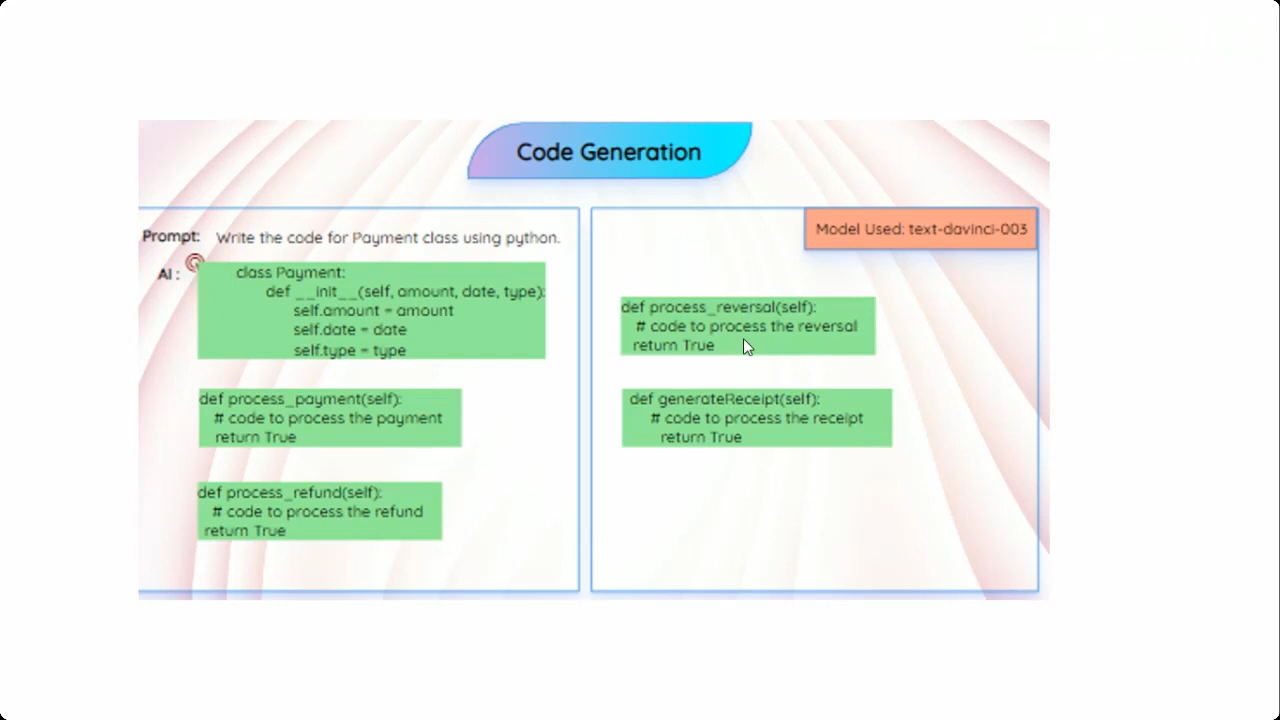 Code Generation
Prompt: Write the code for Payment class using python.
AI :
class Payment:
def __init__(self, amount, date, type):
self.amount = amount
self.date = date
self.type = type
def process_payment(self):
# code to process the payment
return True
def process_refund(self):
# code to process the refund
return True
Model Used: text-davinci-003
def process_reversal(self):
# code to process the reversal
return True
def generateReceipt(self):
# code to process the receipt
return True